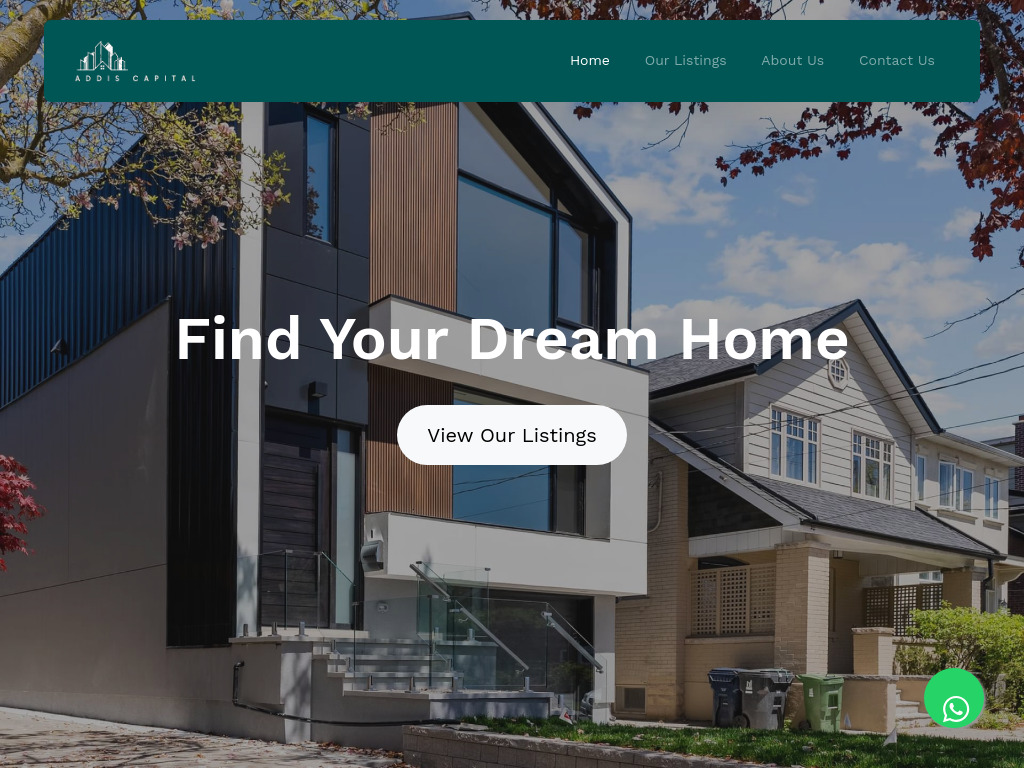 ADDIS CAPITAL
Home
Our Listings
About Us
Contact Us
Find Your Dream Home
View Our Listings